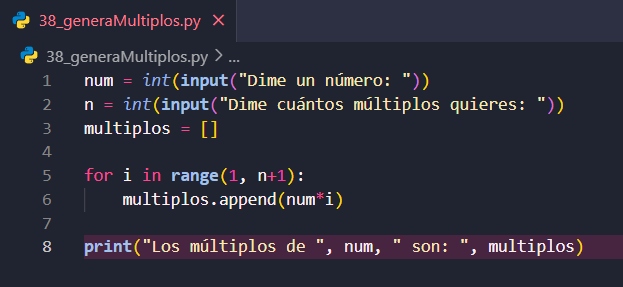 38_generaMultiplos.py ×
38_generaMultiplos.py > ...
1 num = int(input("Dime un número: "))
2 n = int(input("Dime cuántos múltiplos quieres: "))
3 multiplos = []
4
5 for i in range(1, n+1):
6     multiplos.append(num*i)
7
8 print("Los múltiplos de ", num, " son: ", multiplos)